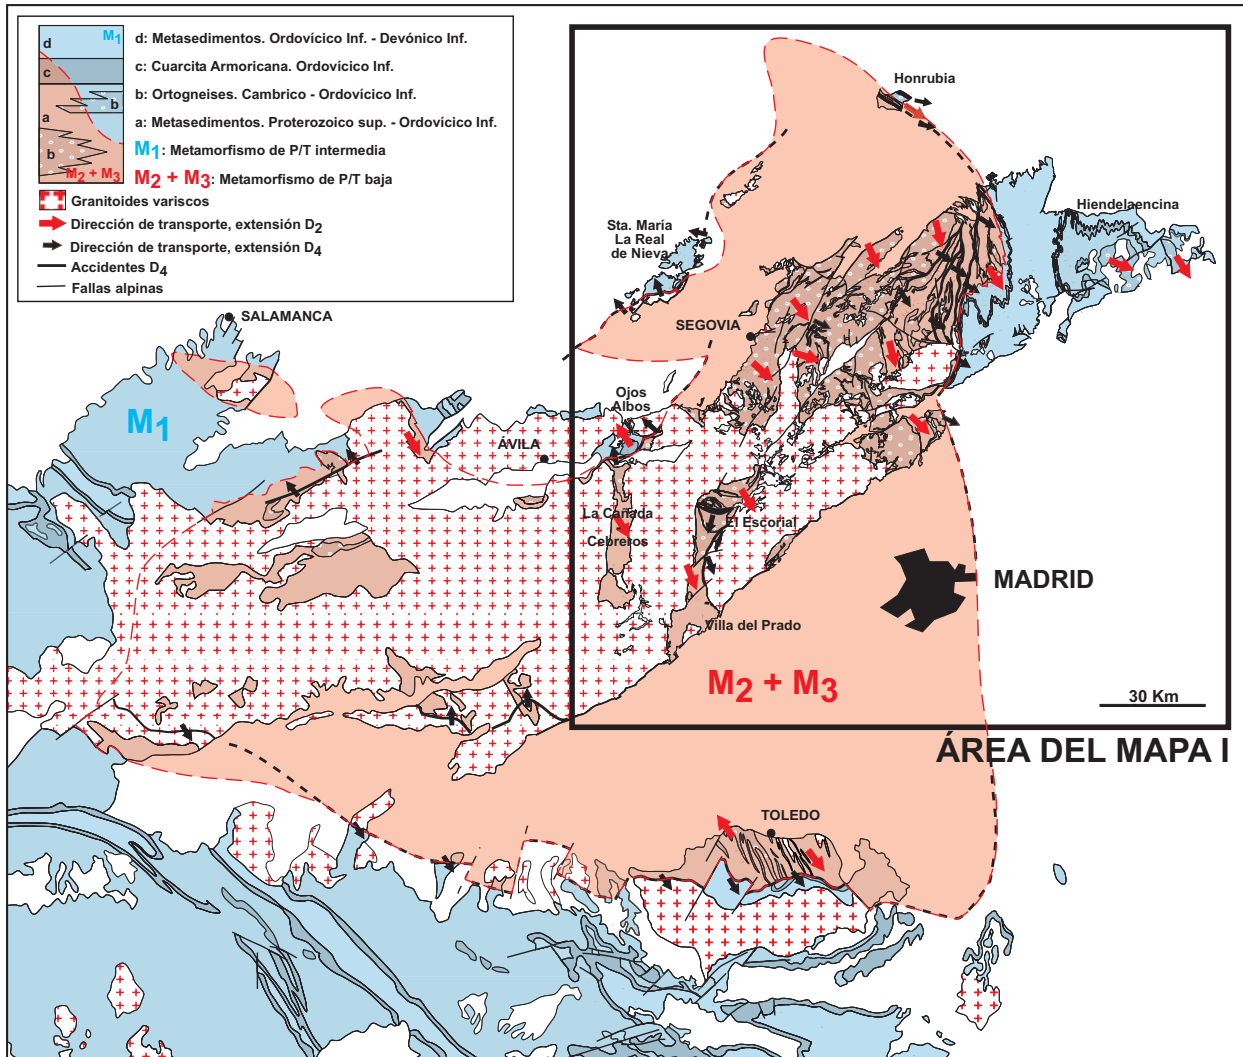 d
M1
c
b
a
b
M2 + M3
d: Metasedimentos. Ordovícico Inf. - Devónico Inf.
c: Cuarcita Armoricana. Ordovícico Inf.
b: Ortogneises. Cambrico - Ordovícico Inf.
a: Metasedimentos. Proterozoico sup. - Ordovícico Inf.
M1: Metamorfismo de P/T intermedia
M2 + M3: Metamorfismo de P/T baja
Granitoides variscos
Dirección de transporte, extensión D2
Dirección de transporte, extensión D4
Accidentes D4
Fallas alpinas
Honrubia
Hiendelaencina
Sta. María
La Real
de Nieva
SEGOVIA
SALAMANCA
M1
Ojos
Albos
ÁVILA
La Cañada
El Escorial
Cebreros
MADRID
Villa del Prado
M2 + M3
30 Km
ÁREA DEL MAPA I
TOLEDO